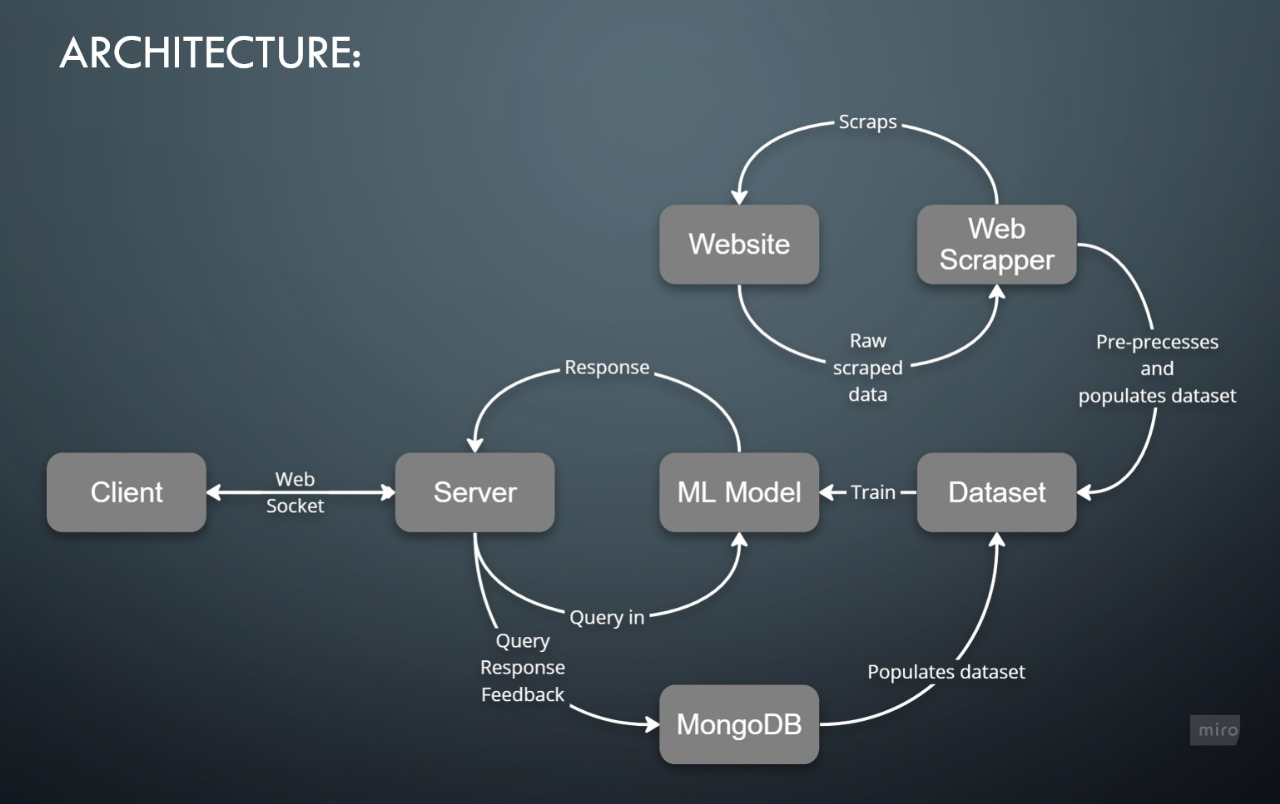 ARCHITECTURE:
Scraps
Website
Web
Scrapper
Raw
scraped
data
Pre-precesses
and
populates dataset
Response
Client
Web
Socket
Server
ML Model
Train
Dataset
Query in
Query
Response
Feedback
Populates dataset
MongoDB
miro